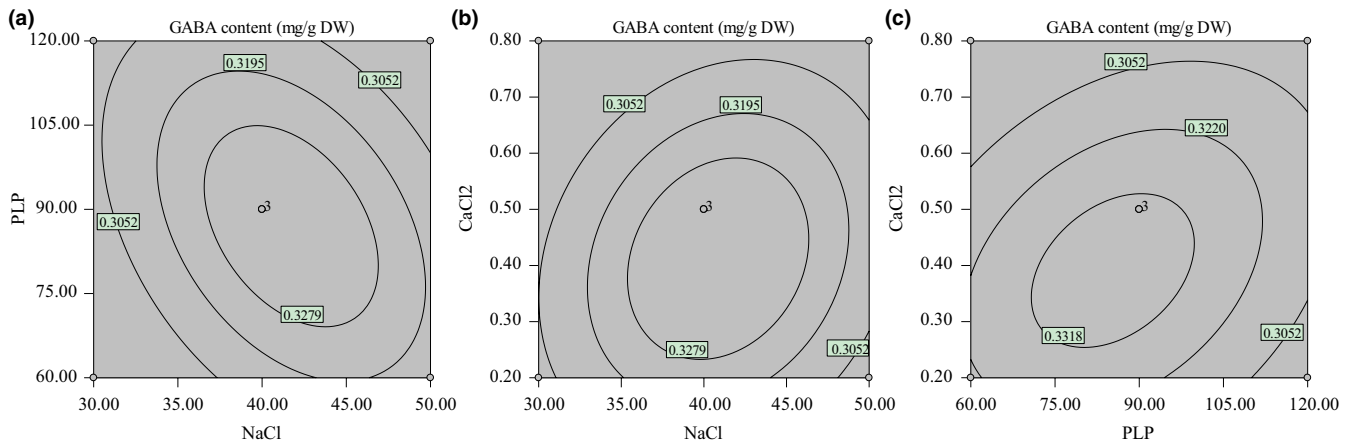 (a)
GABA content (mg/g DW)
120.00
105.00
90.00
75.00
60.00
PLP
0.3195
0.3052
3
0.3052
0.3279
30.00 35.00 40.00 45.00 50.00
NaCl
(b)
GABA content (mg/g DW)
0.80
0.70
0.60
0.50
0.40
0.30
0.20
CaCl2
0.3052
0.3195
3
0.3279
0.3052
30.00 35.00 40.00 45.00 50.00
NaCl
(c)
GABA content (mg/g DW)
0.80
0.70
0.60
0.50
0.40
0.30
0.20
CaCl2
0.3052
0.3220
3
0.3318
0.3052
60.00 75.00 90.00 105.00 120.00
PLP